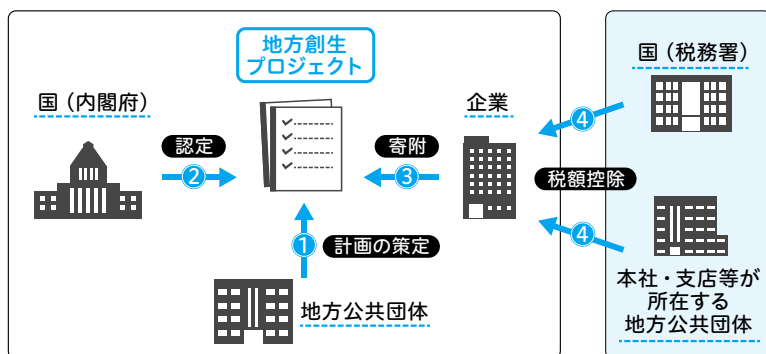 地方創生
プロジェクト
国（内閣府）
企業
国（税務署）
認定
2
寄附
3
4
税額控除
4
1
計画の策定
地方公共団体
本社・支店等が
所在する
地方公共団体